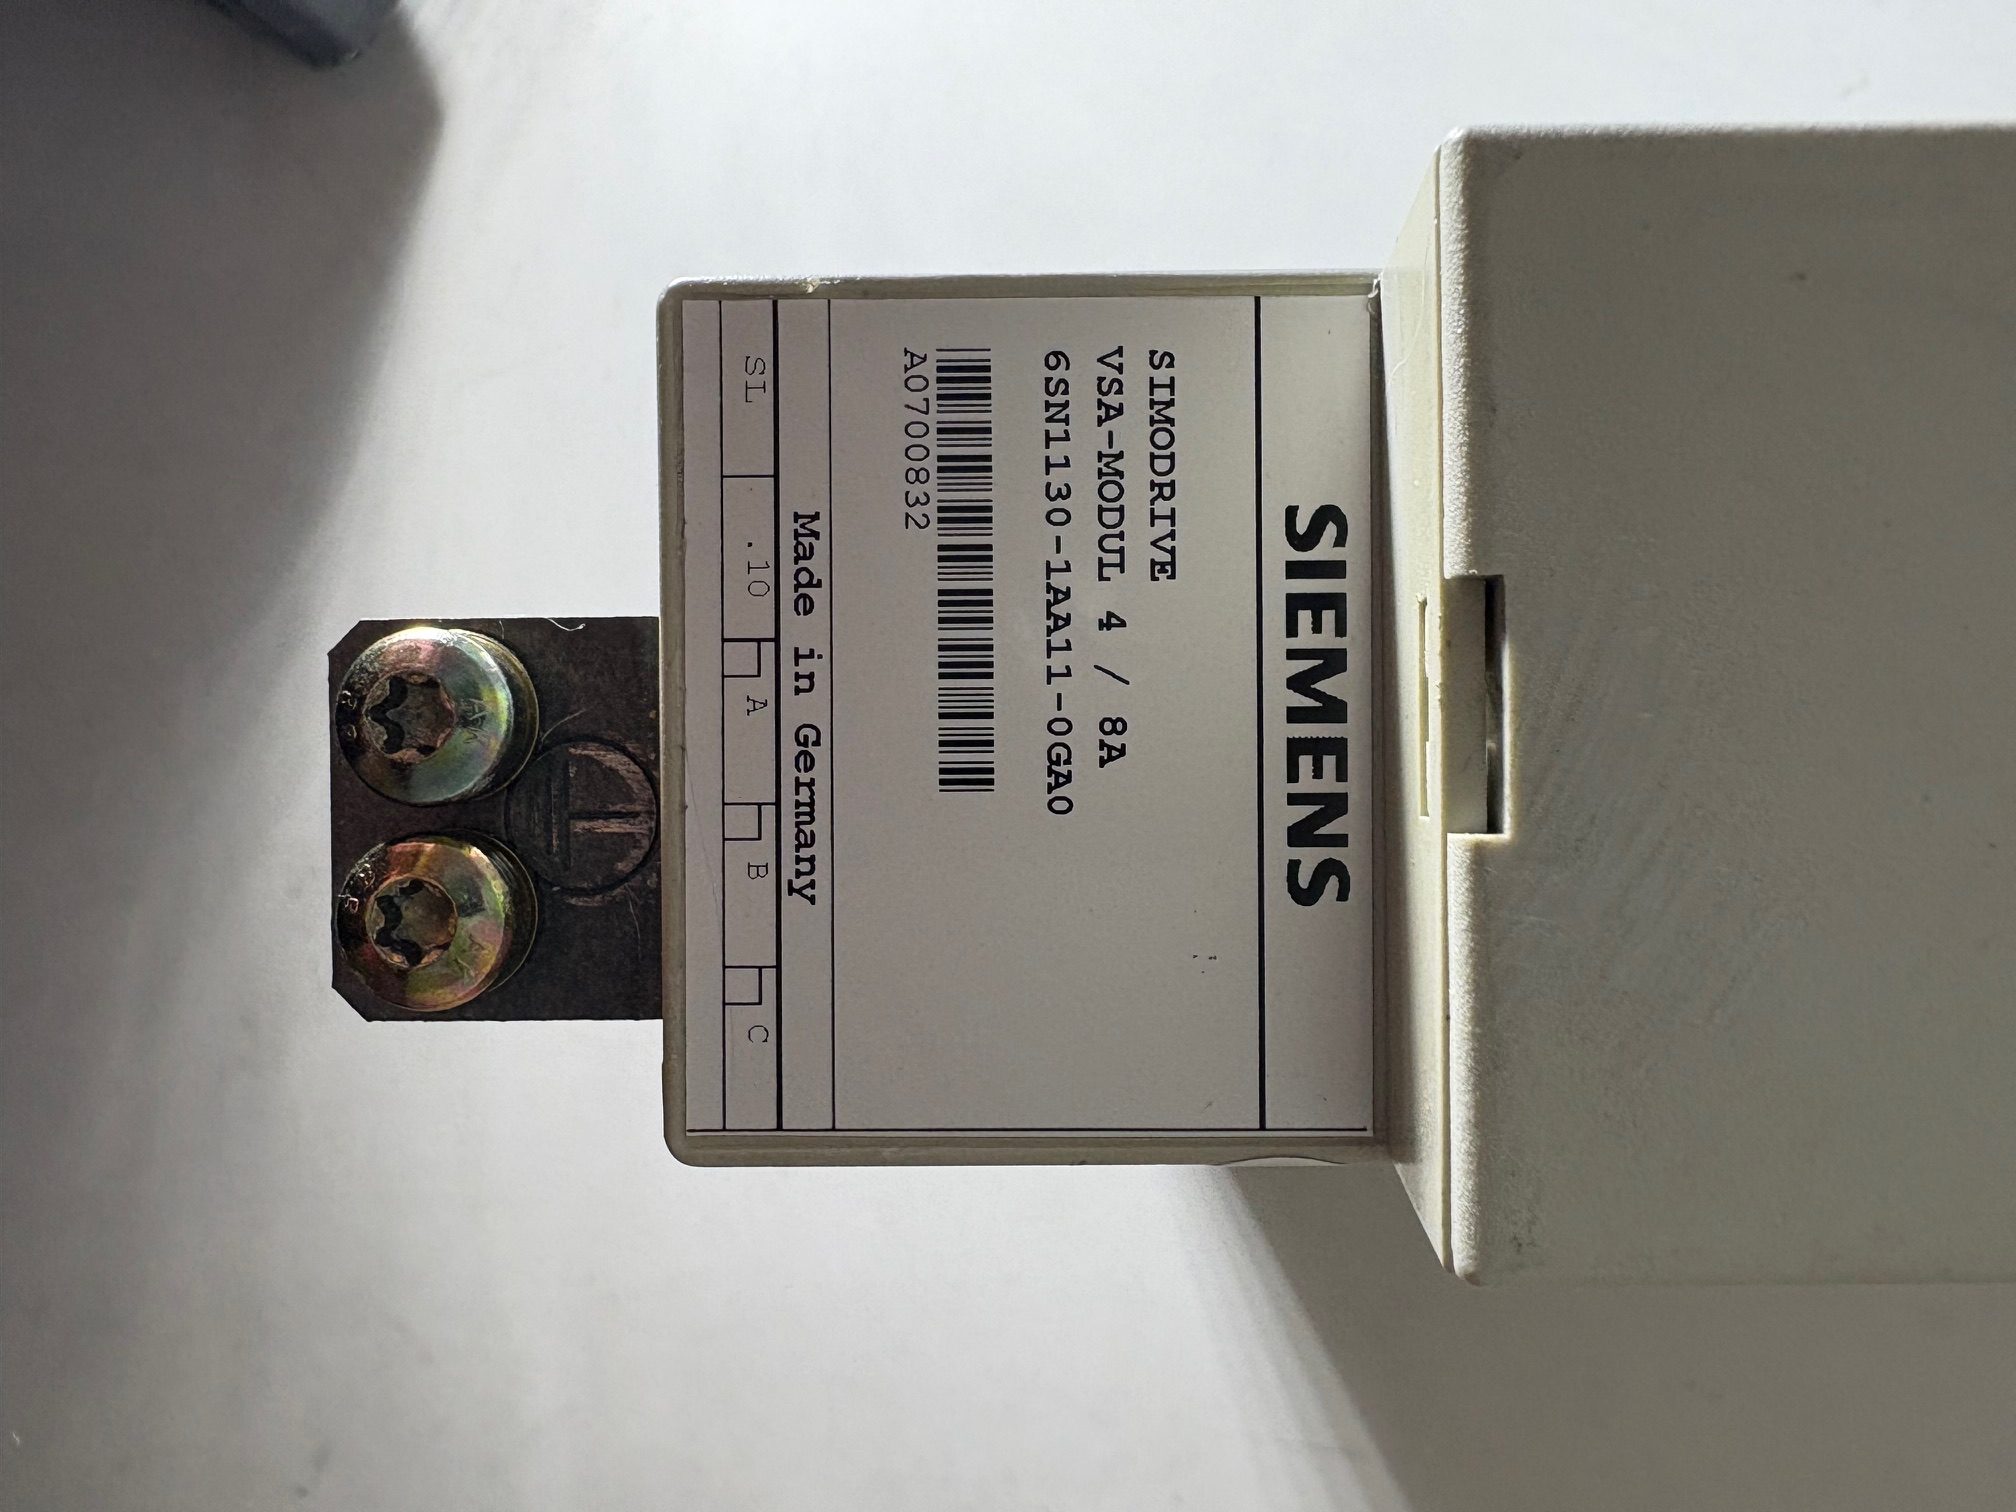 SIEMENS
SIMODRIVE
VSA-MODUL 4 / 8A
6SN1130-1AA11-0GA0
A0700832
Made in Germany
SL .10 A B C